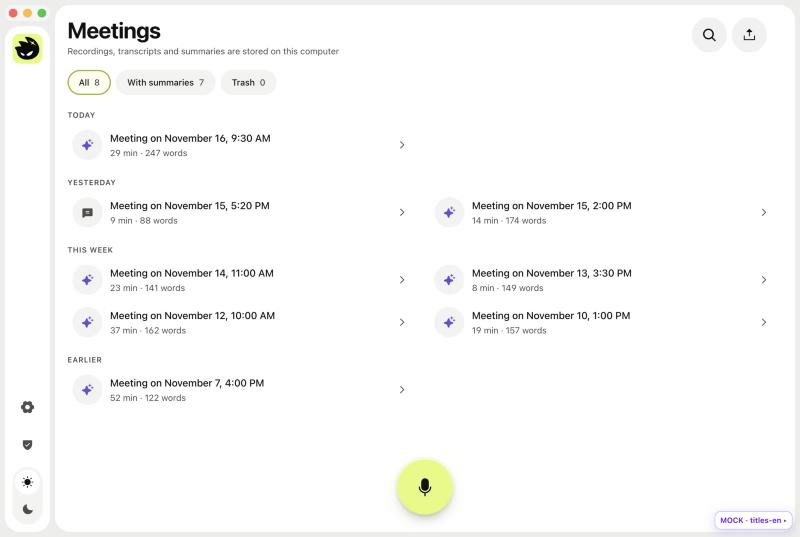 Meetings
Recordings, transcripts and summaries are stored on this computer
All 8
With summaries 7
Trash 0
TODAY
Meeting on November 16, 9:30 AM
29 min · 247 words
YESTERDAY
Meeting on November 15, 5:20 PM
9 min · 88 words
Meeting on November 15, 2:00 PM
14 min · 174 words
THIS WEEK
Meeting on November 14, 11:00 AM
23 min · 141 words
Meeting on November 13, 3:30 PM
8 min · 149 words
Meeting on November 12, 10:00 AM
37 min · 162 words
Meeting on November 10, 1:00 PM
19 min · 157 words
EARLIER
Meeting on November 7, 4:00 PM
52 min · 122 words
MOCK · titles-en